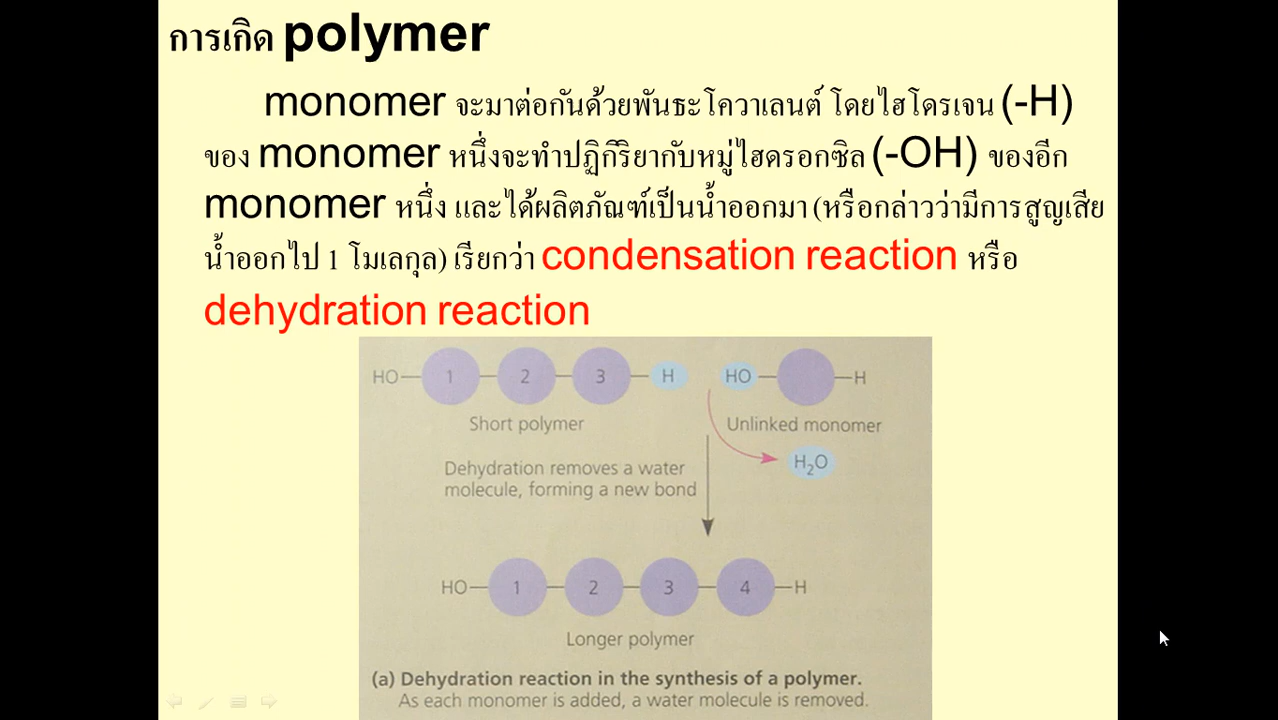 การเกิด polymer
monomer จะมาต่อกันด้วยพันธะโควาเลนต์ โดยไฮโดรเจน (-H)
ของ monomer หนึ่งจะทำปฏิกิริยากับหมู่ไฮดรอกซิล (-OH) ของอีก
monomer หนึ่ง และได้ผลิตภัณฑ์เป็นน้ำออกมา (หรือกล่าวว่ามีการสูญเสีย
น้ำออกไป 1 โมเลกุล) เรียกว่า condensation reaction หรือ
dehydration reaction
HO 1 2 3 H HO H
Short polymer Unlinked monomer
H₂O
Dehydration removes a water
molecule, forming a new bond
HO 1 2 3 4 H
Longer polymer
(a) Dehydration reaction in the synthesis of a polymer.
As each monomer is added, a water molecule is removed.